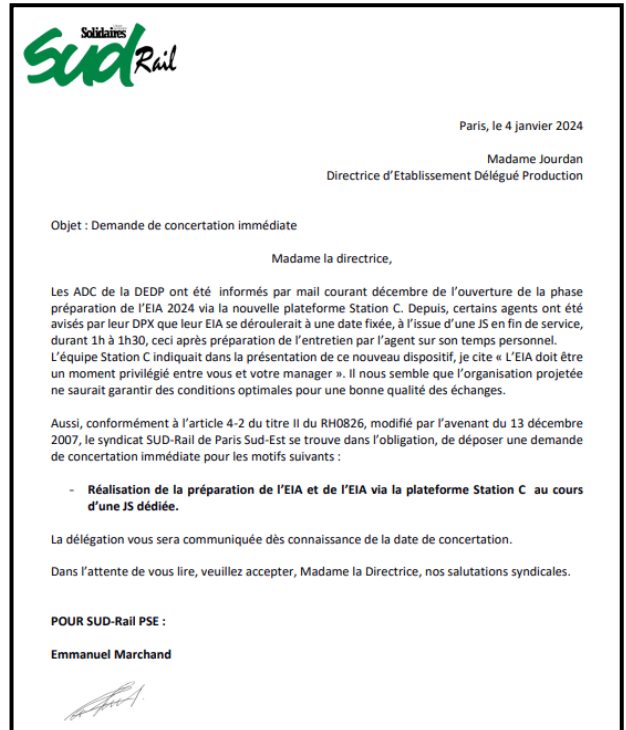 Solidaires
Sud Rail
Paris, le 4 janvier 2024
Madame Jourdan
Directrice d'Etablissement Délégué Production
Objet : Demande de concertation immédiate
Madame la directrice,
Les ADC de la DEDP ont été informés par mail courant décembre de l'ouverture de la phase
préparation de l'EIA 2024 via la nouvelle plateforme Station C. Depuis, certains agents ont été
avisés par leur DPX que leur EIA se déroulerait à une date fixée, à l'issue d'une JS en fin de service,
durant 1h à 1h30, ceci après préparation de l'entretien par l'agent sur son temps personnel.
L'équipe Station C indiquait dans la présentation de ce nouveau dispositif, je cite « L'EIA doit être
un moment privilégié entre vous et votre manager ». Il nous semble que l'organisation projetée
ne saurait garantir des conditions optimales pour une bonne qualité des échanges.
Aussi, conformément à l'article 4-2 du titre II du RH0826, modifié par l'avenant du 13 décembre
2007, le syndicat SUD-Rail de Paris Sud-Est se trouve dans l'obligation, de déposer une demande
de concertation immédiate pour les motifs suivants :
- Réalisation de la préparation de l'EIA et de l'EIA via la plateforme Station C au cours
d'une JS dédiée.
La délégation vous sera communiquée dès connaissance de la date de concertation.
Dans l'attente de vous lire, veuillez accepter, Madame la Directrice, nos salutations syndicales.
POUR SUD-Rail PSE :
Emmanuel Marchand